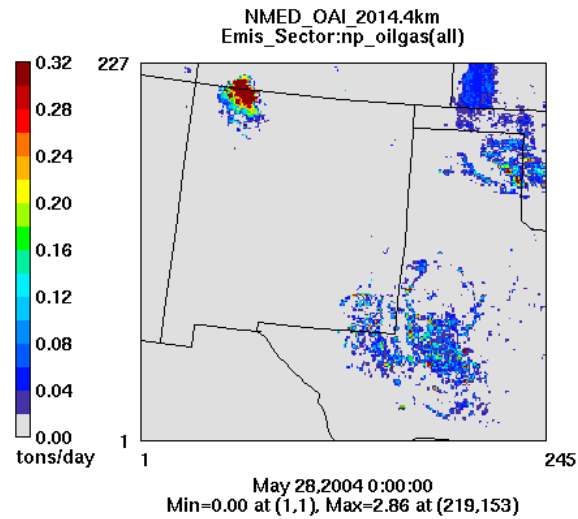 NMED_OAI_2014.4km
Emis_Sector:np_oilgas(all)
227
0.32
0.28
0.24
0.20
0.16
0.12
0.08
0.04
0.00
1
tons/day
1
245
May 28,2004 0:00:00
Min=0.00 at (1,1), Max=2.86 at (219,153)